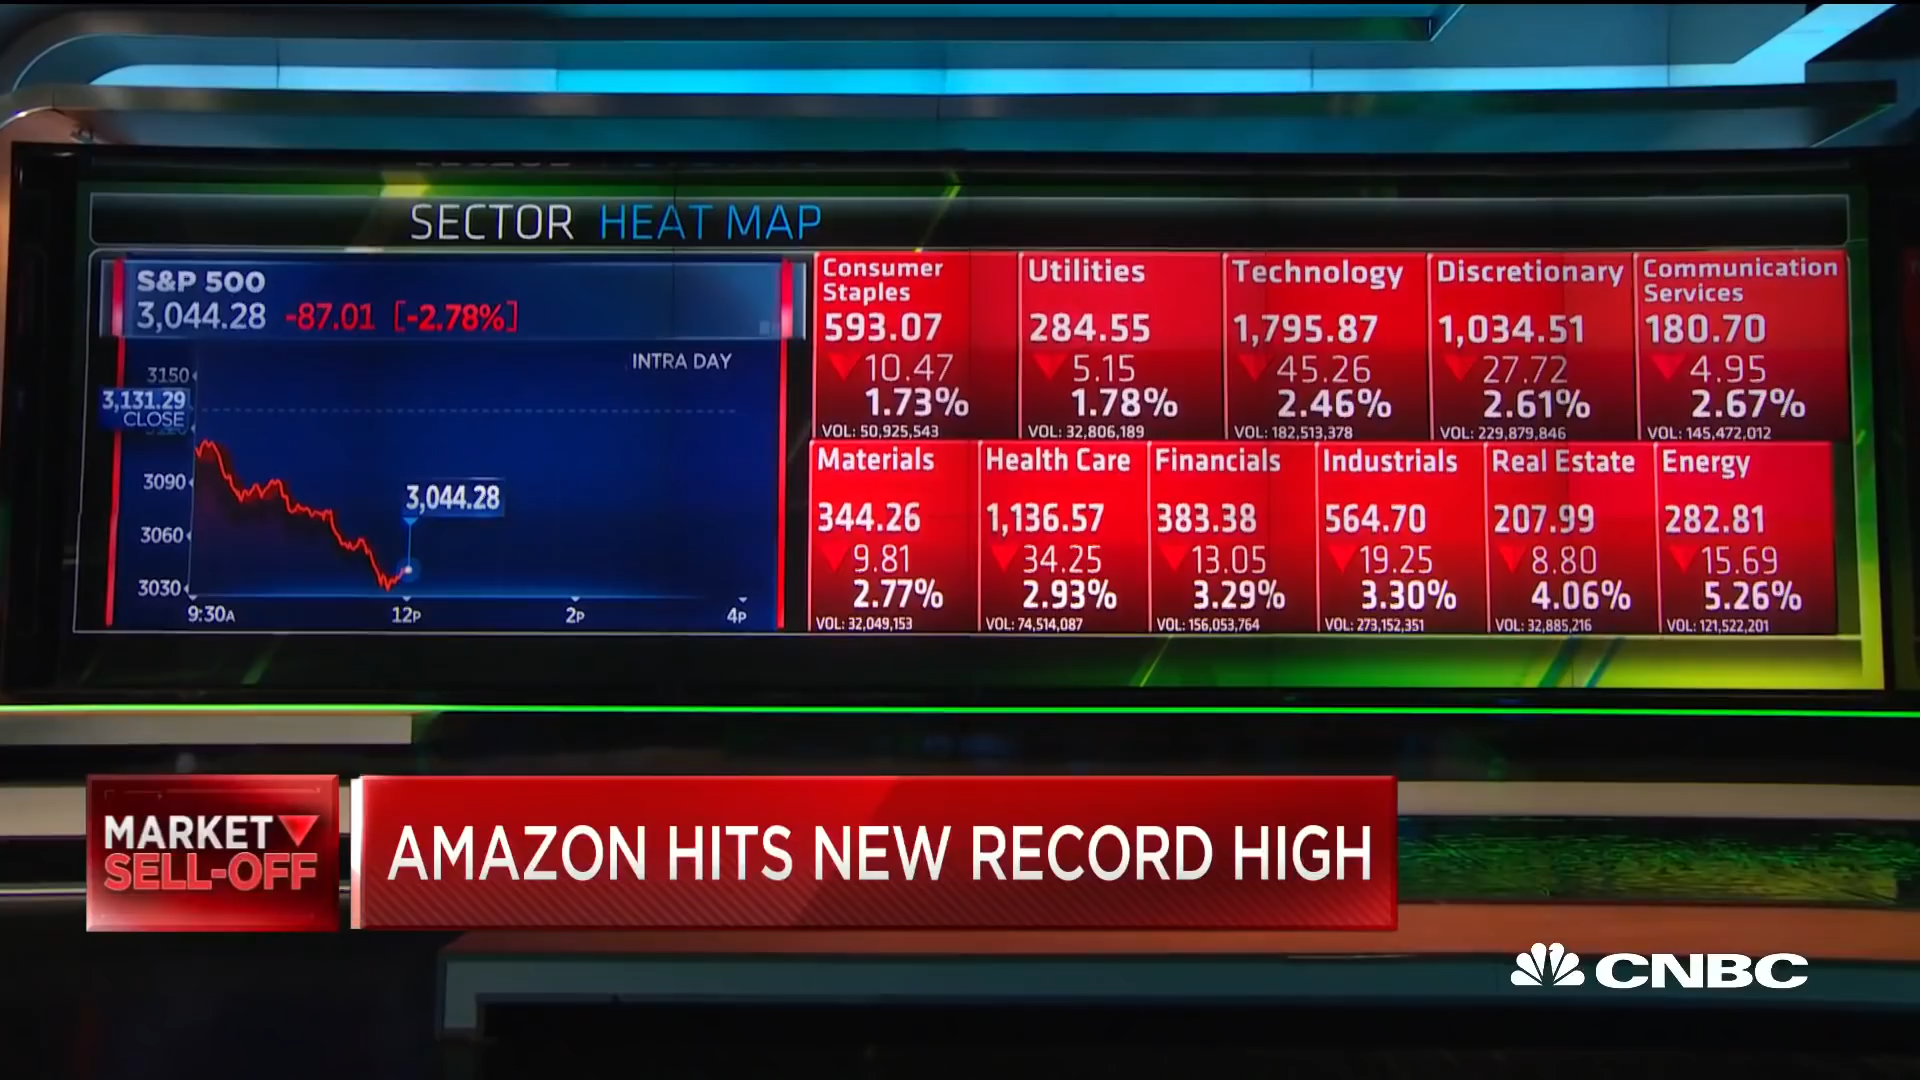 SECTOR HEAT MAP
S&P 500
3,044.28 -87.01 [-2.78%]
INTRA DAY
3150
3,131.29
CLOSE
3,044.28
3090
3060
3030
9:30A 12P 2P 4P
Consumer
Staples
593.07
10.47
1.73%
VOL: 50,925,543
Utilities
284.55
5.15
1.78%
VOL: 32,806,189
Technology
1,795.87
45.26
2.46%
VOL: 182,513,378
Discretionary
1,034.51
27.72
2.61%
VOL: 229,879,846
Communication
Services
180.70
4.95
2.67%
VOL: 145,472,012
Materials
344.26
9.81
2.77%
VOL: 32,049,153
Health Care
1,136.57
34.25
2.93%
VOL: 74,514,087
Financials
383.38
13.05
3.29%
VOL: 156,053,764
Industrials
564.70
19.25
3.30%
VOL: 273,152,351
Real Estate
207.99
8.80
4.06%
VOL: 32,885,216
Energy
282.81
15.69
5.26%
VOL: 121,522,201
MARKET
SELL-OFF
AMAZON HITS NEW RECORD HIGH
CNBC